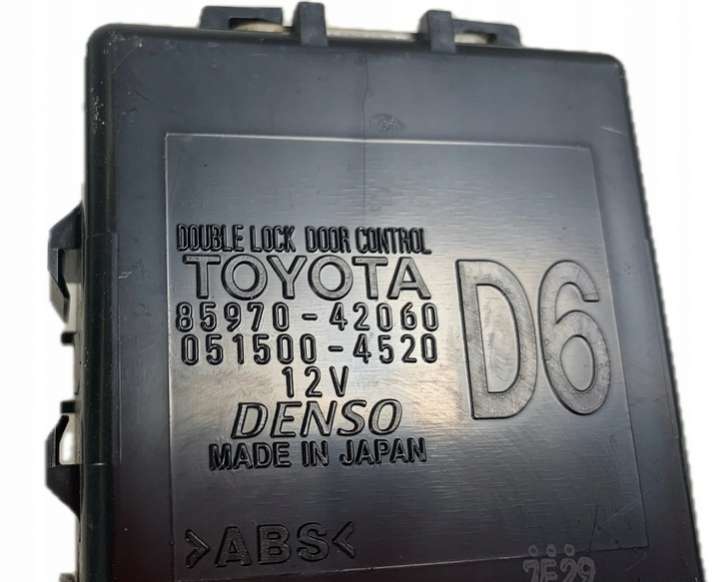 DOUBLE LOCK DOOR CONTROL
TOYOTA
85970-42060
051500-4520
12V
DENSO
MADE IN JAPAN
D6
>ABS<